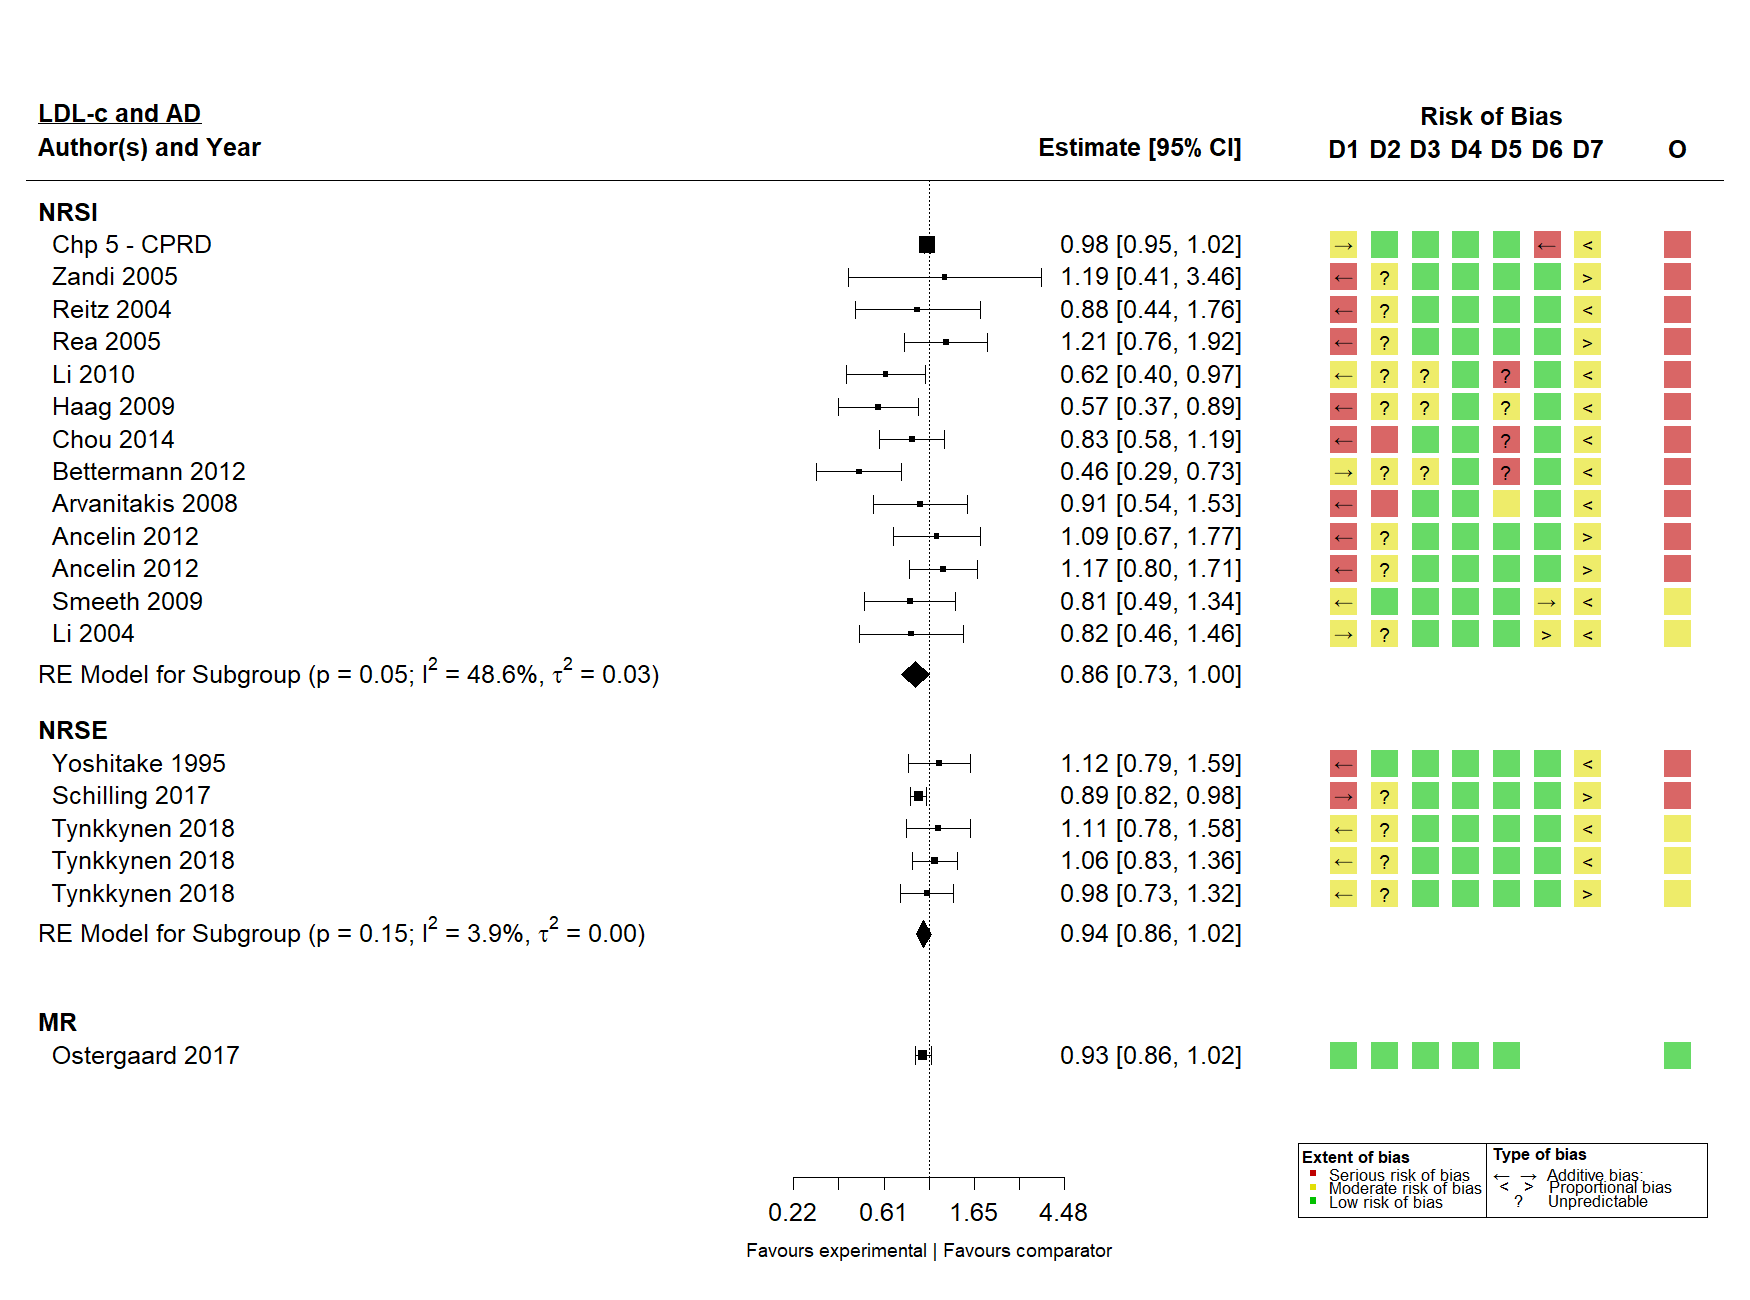 LDL-c and AD
Risk of Bias
Author(s) and Year Estimate [95% CI] D1 D2 D3 D4 D5 D6 D7 O
NRSI
Chp 5 - CPRD 0.98 [0.95, 1.02] → ← <
Zandi 2005 1.19 [0.41, 3.46] ← ? >
Reitz 2004 0.88 [0.44, 1.76] ← ? <
Rea 2005 1.21 [0.76, 1.92] ← ? >
Li 2010 0.62 [0.40, 0.97] ← ? ? ? <
Haag 2009 0.57 [0.37, 0.89] ← ? ? ? <
Chou 2014 0.83 [0.58, 1.19] ← ? <
Bettermann 2012 0.46 [0.29, 0.73] → ? ? ? <
Arvanitakis 2008 0.91 [0.54, 1.53] ← <
Ancelin 2012 1.09 [0.67, 1.77] ← ? >
Ancelin 2012 1.17 [0.80, 1.71] ← ? >
Smeeth 2009 0.81 [0.49, 1.34] ← → <
Li 2004 0.82 [0.46, 1.46] → ? > <
RE Model for Subgroup (p = 0.05; I² = 48.6%, τ² = 0.03) 0.86 [0.73, 1.00]
NRSE
Yoshitake 1995 1.12 [0.79, 1.59] ← <
Schilling 2017 0.89 [0.82, 0.98] → ? >
Tynkkynen 2018 1.11 [0.78, 1.58] ← ? <
Tynkkynen 2018 1.06 [0.83, 1.36] ← ? <
Tynkkynen 2018 0.98 [0.73, 1.32] ← ? >
RE Model for Subgroup (p = 0.15; I² = 3.9%, τ² = 0.00) 0.94 [0.86, 1.02]
MR
Ostergaard 2017 0.93 [0.86, 1.02]
0.22 0.61 1.65 4.48
Favours experimental | Favours comparator
Extent of bias
Serious risk of bias
Moderate risk of bias
Low risk of bias
Type of bias
← → Additive bias:
< > Proportional bias
? Unpredictable